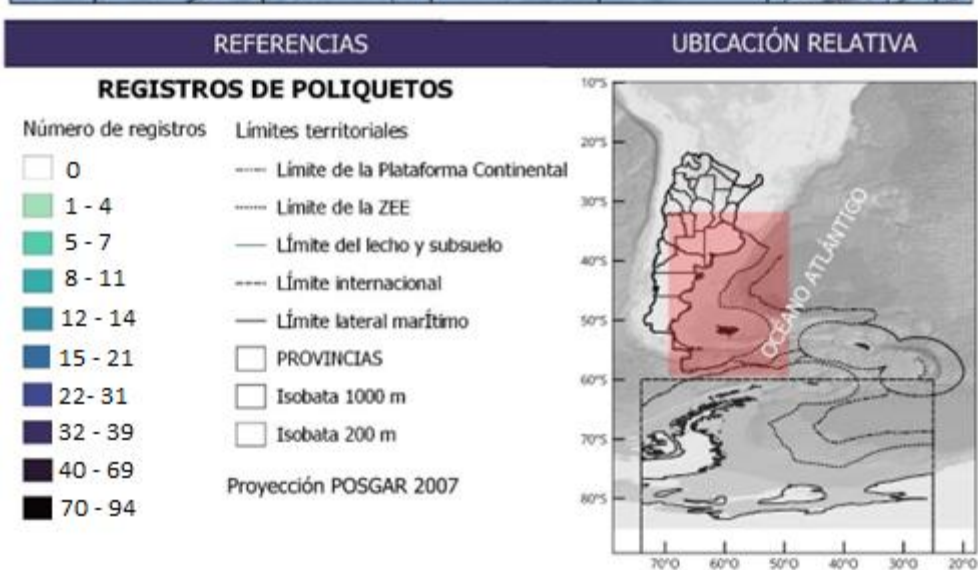 REFERENCIAS
UBICACIÓN RELATIVA
REGISTROS DE POLIQUETOS
Número de registros
0
1 - 4
5 - 7
8 - 11
12 - 14
15 - 21
22- 31
32 - 39
40 - 69
70 - 94
Límites territoriales
Límite de la Plataforma Continental
Límite de la ZEE
LÍmite del lecho y subsuelo
LÍmite internacional
LÍmite lateral marÍtimo
PROVINCIAS
Isobata 1000 m
Isobata 200 m
Proyección POSGAR 2007
10°S
20°S
30°S
40°S
50°S
60°S
70°S
80°S
OCÉANO ATLÁNTICO
70°O 60°O 50°O 40°O 30°O 20°O